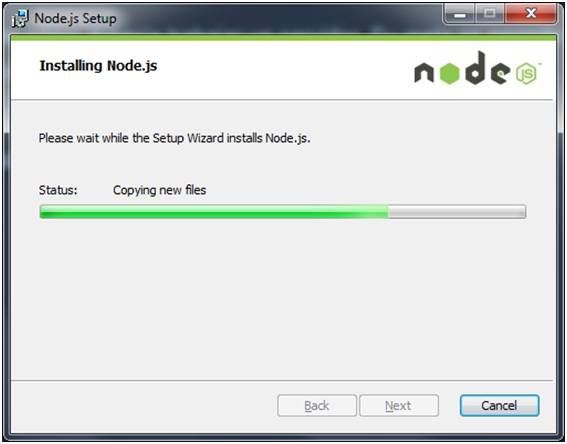 Node.js Setup
Installing Node.js
node JS ™
Please wait while the Setup Wizard installs Node.js.
Status: Copying new files
Back Next Cancel